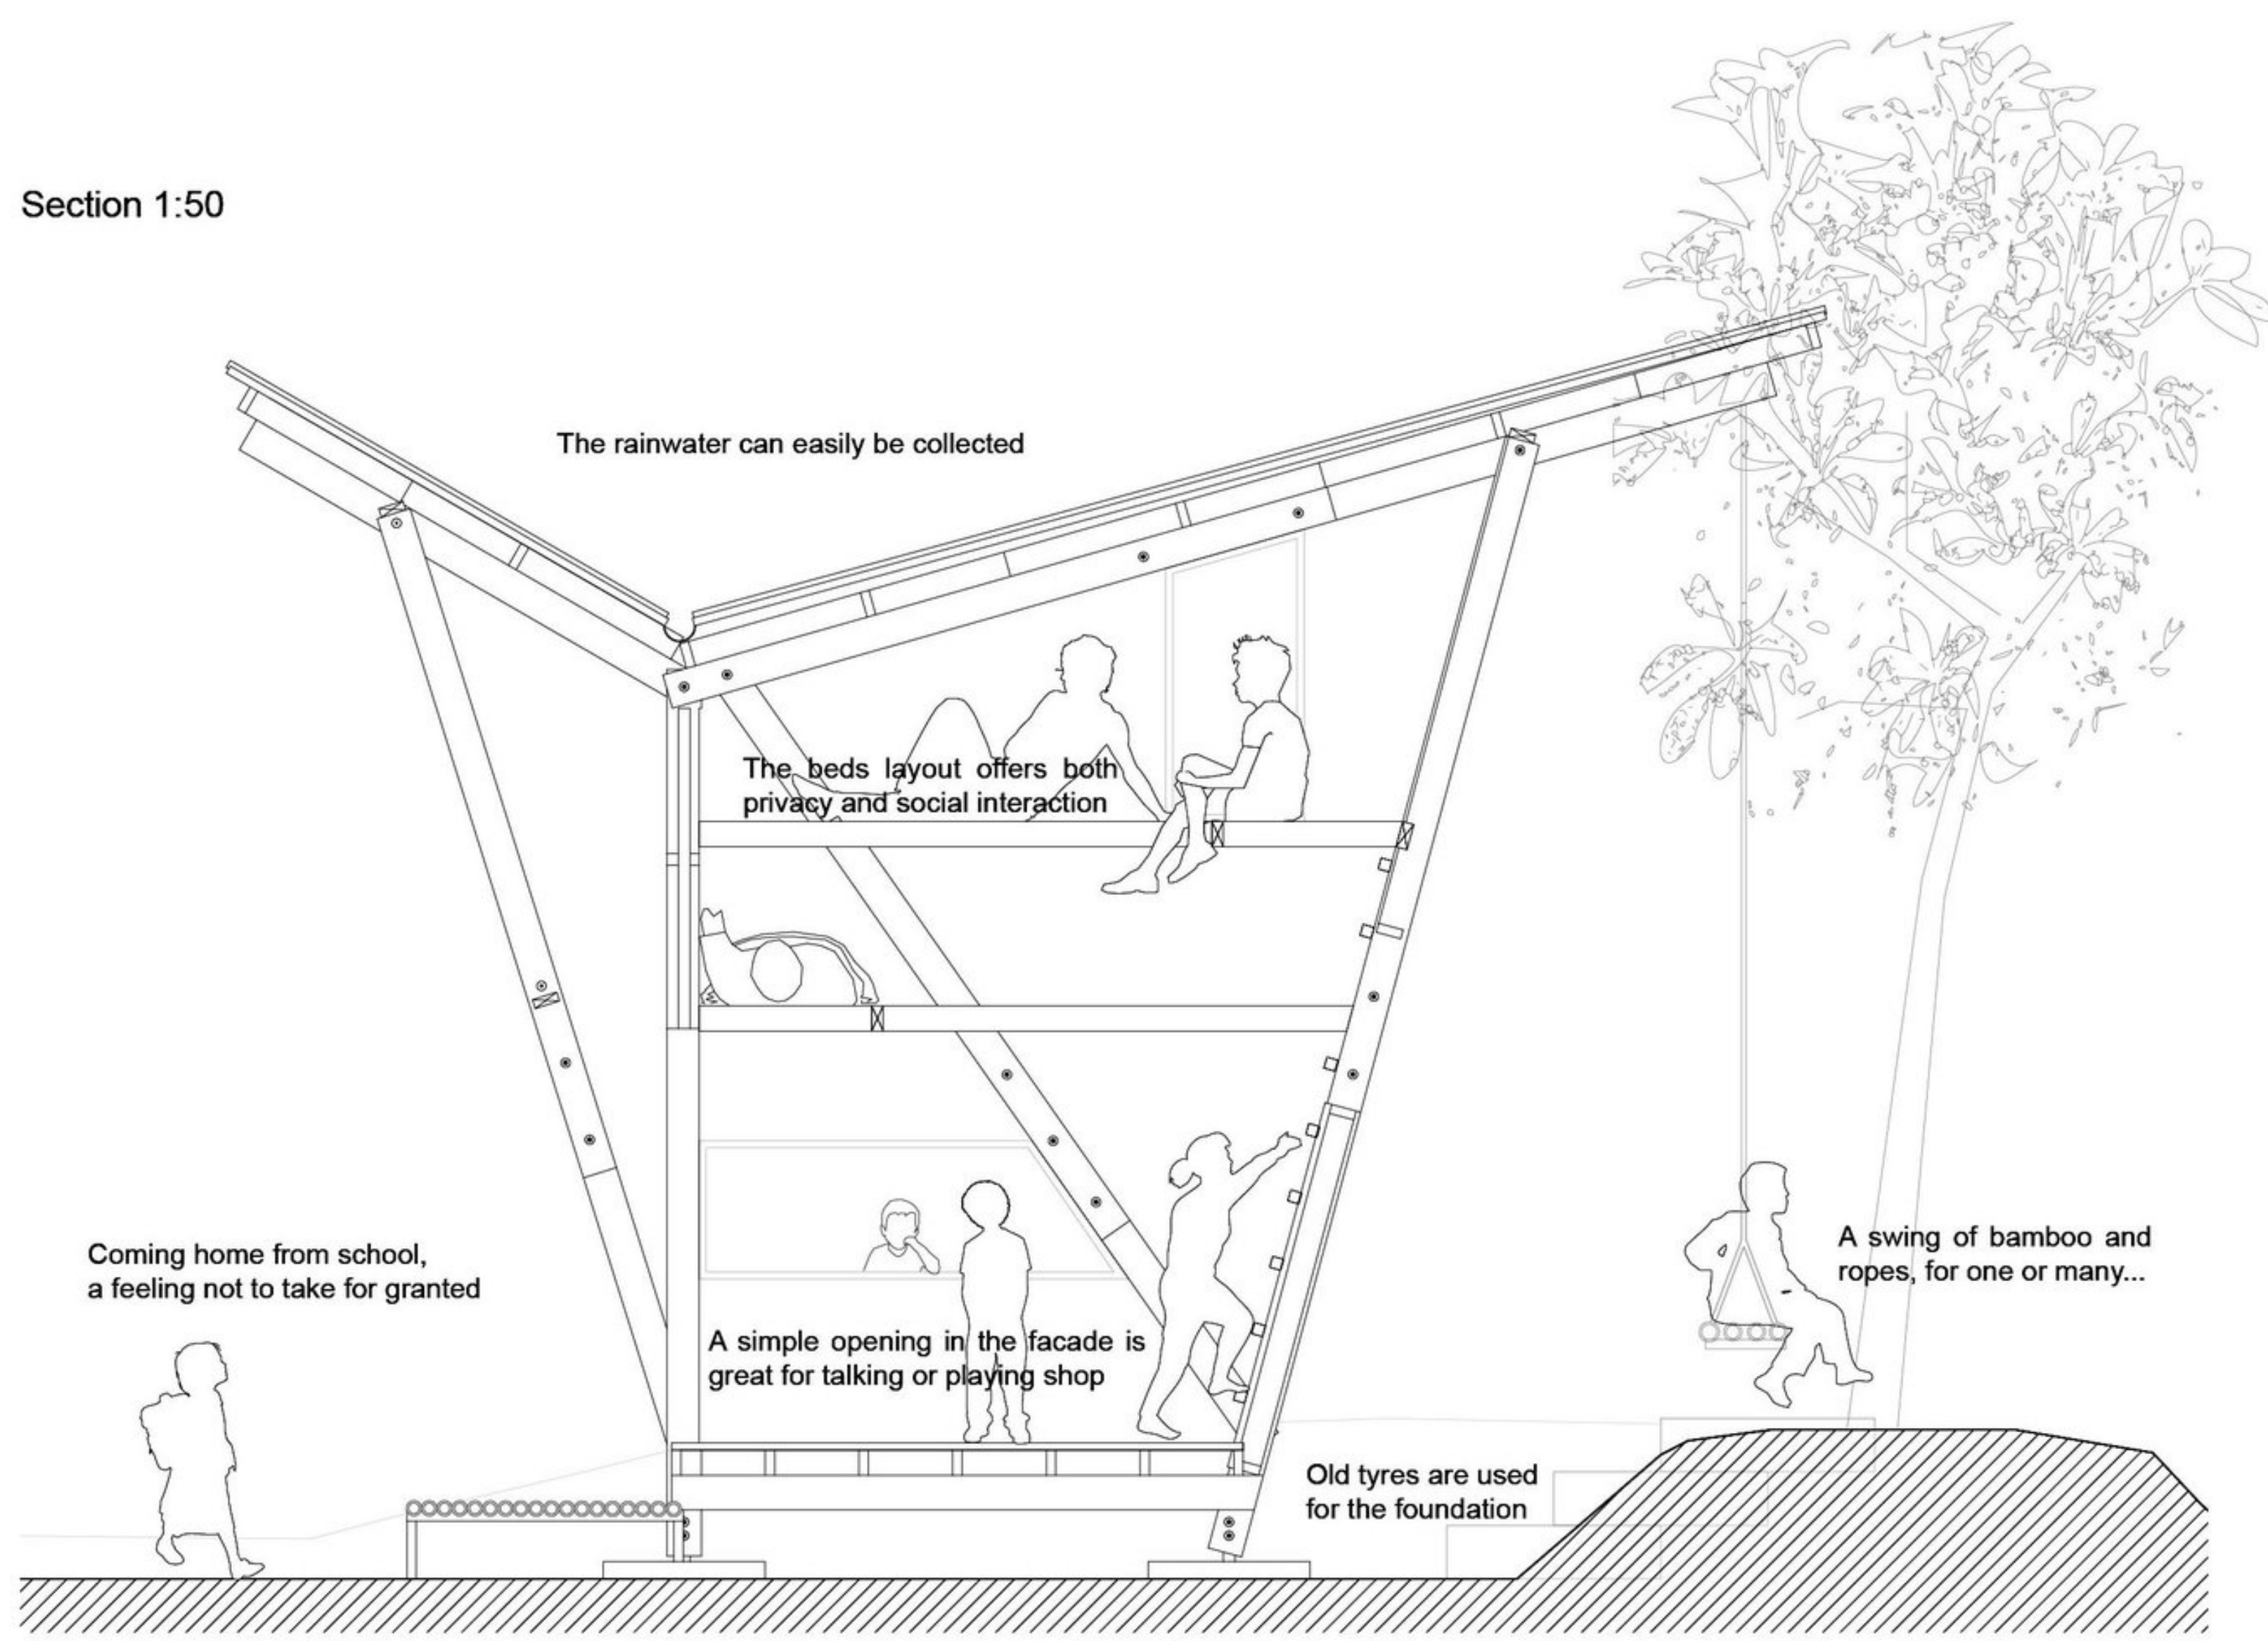 Section 1:50
The rainwater can easily be collected
The beds layout offers both
privacy and social interaction
Coming home from school,
a feeling not to take for granted
A swing of bamboo and
ropes, for one or many...
A simple opening in the facade is
great for talking or playing shop
Old tyres are used
for the foundation